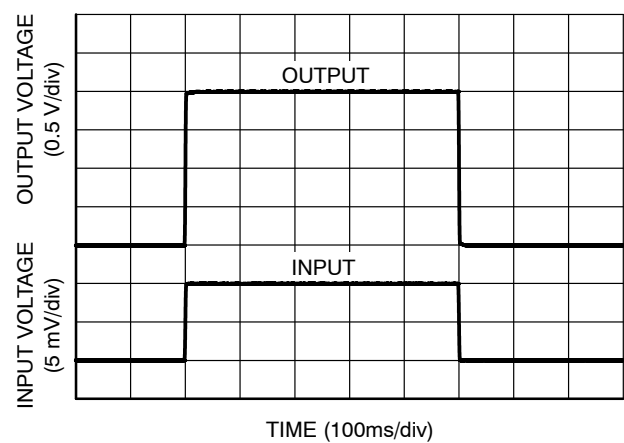 OUTPUT VOLTAGE
(0.5 V/div)
OUTPUT
INPUT VOLTAGE
(5 mV/div)
INPUT
TIME (100ms/div)